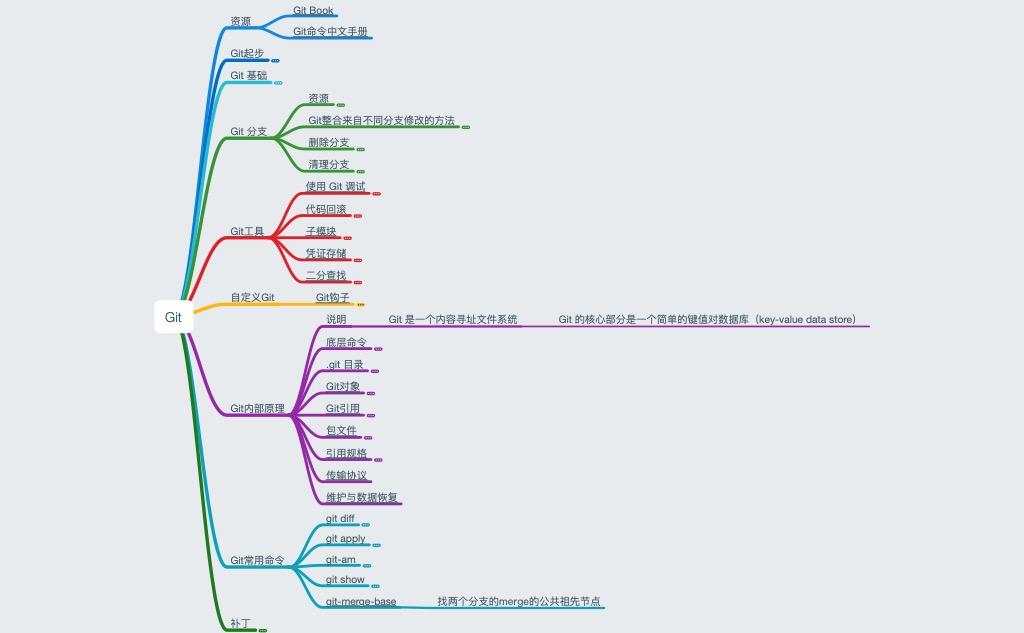 Git
资源
Git Book
Git命令中文手册
Git起步
Git 基础
Git 分支
资源
Git整合来自不同分支修改的方法
删除分支
清理分支
Git工具
使用 Git 调试
代码回滚
子模块
凭证存储
二分查找
自定义Git
Git钩子
Git内部原理
说明
Git 是一个内容寻址文件系统
Git 的核心部分是一个简单的键值对数据库（key-value data store）
底层命令
.git 目录
Git对象
Git引用
包文件
引用规格
传输协议
维护与数据恢复
Git常用命令
git diff
git apply
git-am
git show
git-merge-base
找两个分支的merge的公共祖先节点
补丁